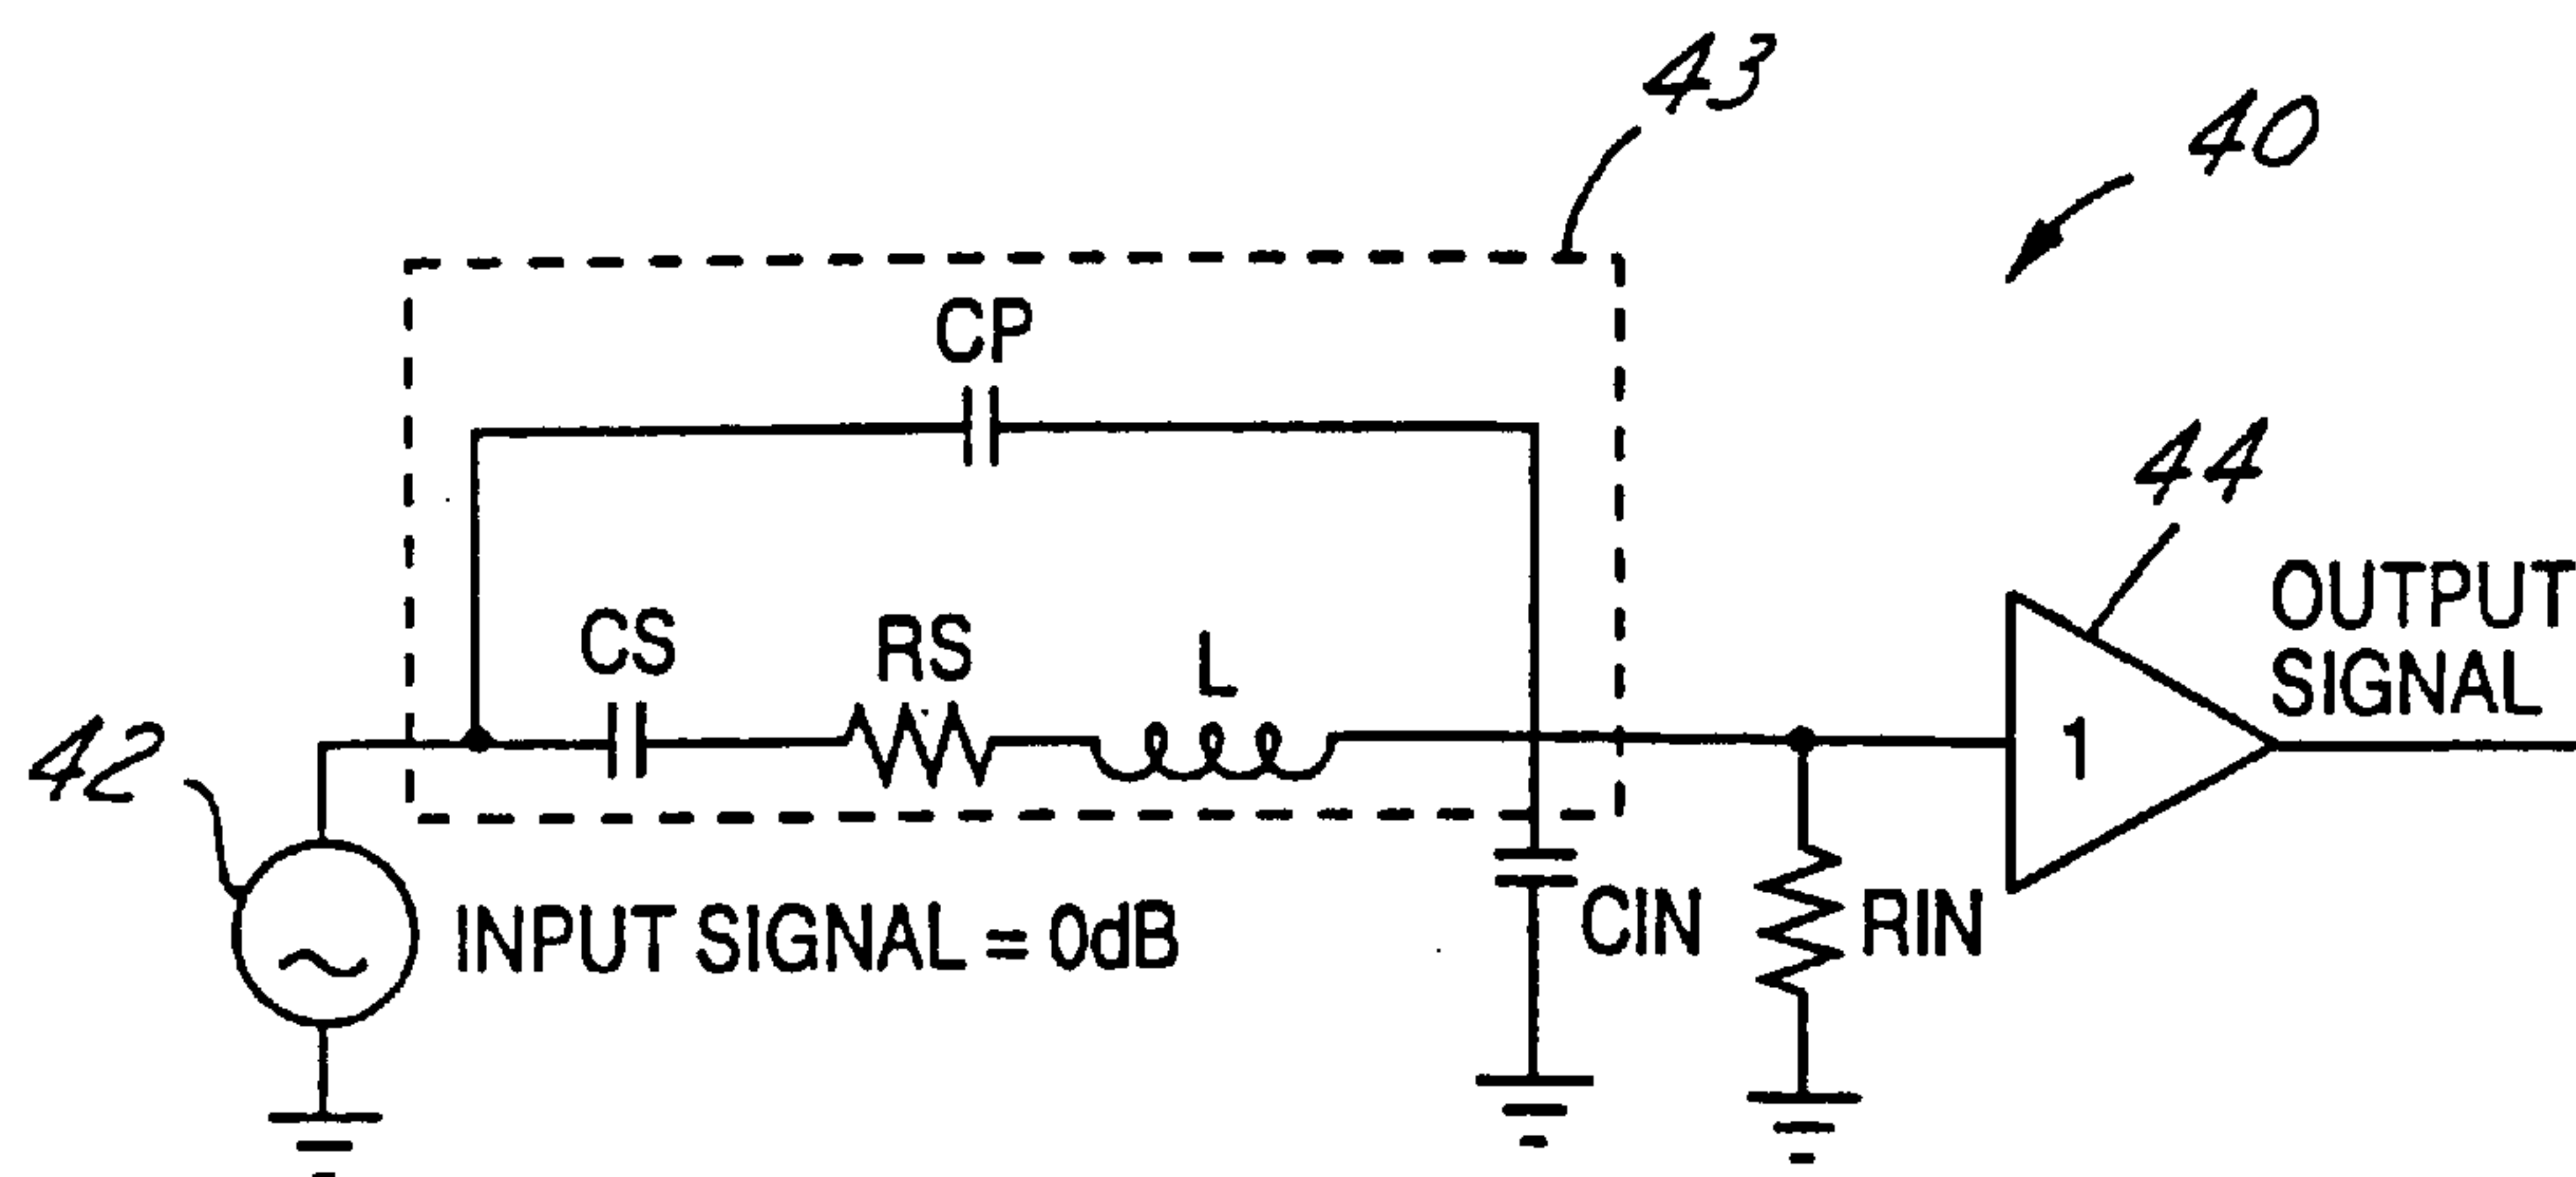 43
40
CP
44
OUTPUT
SIGNAL
CS
RS
L
1
42
INPUT SIGNAL = 0dB
CIN
RIN